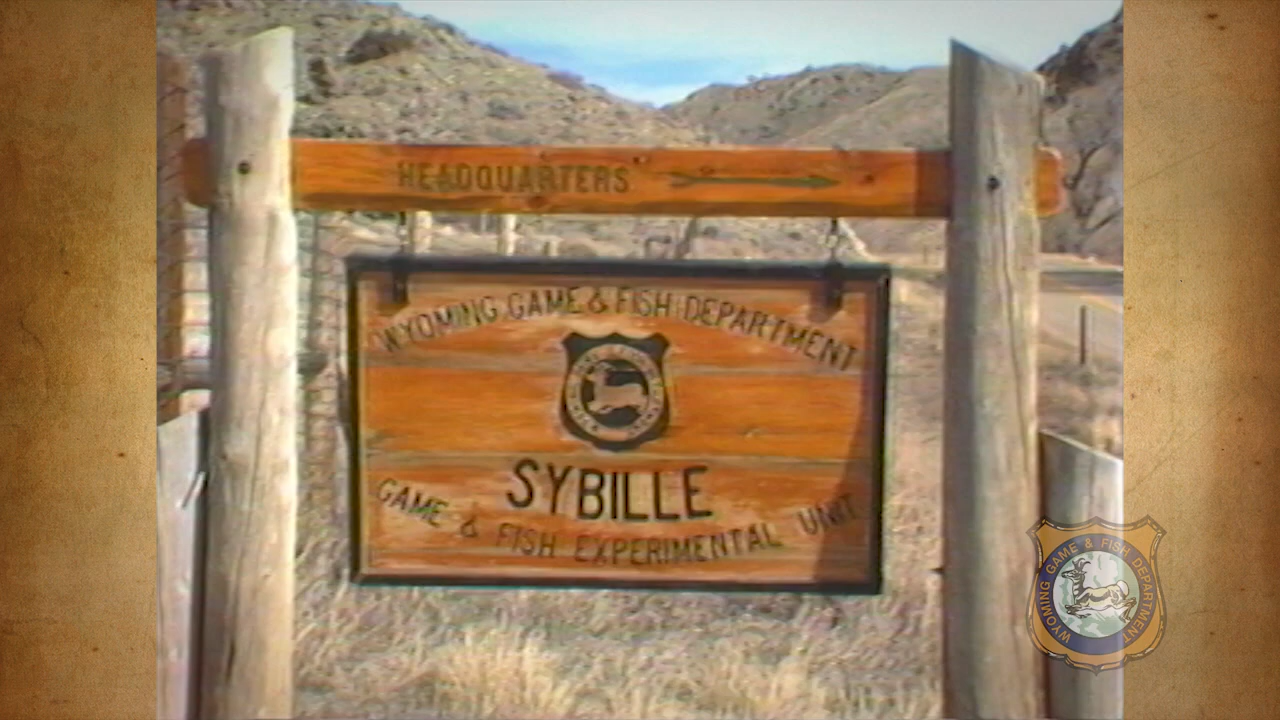 HEADQUARTERS
WYOMING GAME & FISH DEPARTMENT
SYBILLE
GAME & FISH EXPERIMENTAL UNIT
WYOMING GAME & FISH DEPARTMENT